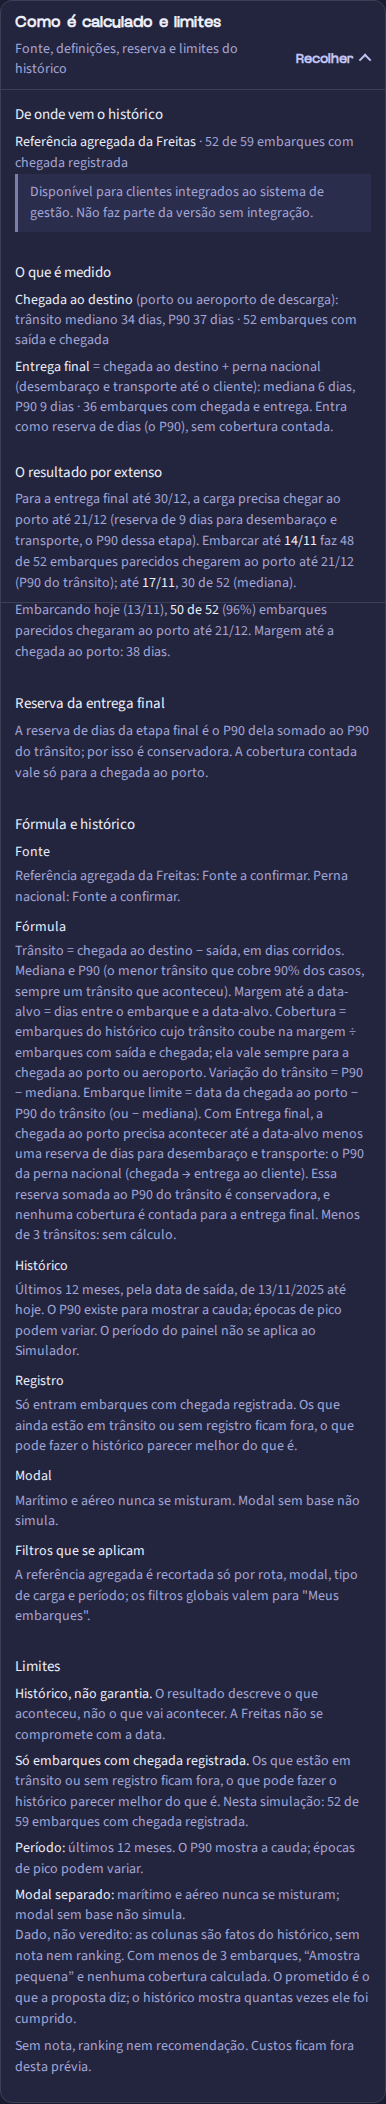 Como é calculado e limites
Fonte, definições, reserva e limites do
histórico
Recolher
De onde vem o histórico
Referência agregada da Freitas · 52 de 59 embarques com
chegada registrada
Disponível para clientes integrados ao sistema de
gestão. Não faz parte da versão sem integração.
O que é medido
Chegada ao destino (porto ou aeroporto de descarga):
trânsito mediano 34 dias, P90 37 dias · 52 embarques com
saída e chegada
Entrega final = chegada ao destino + perna nacional
(desembaraço e transporte até o cliente): mediana 6 dias,
P90 9 dias · 36 embarques com chegada e entrega. Entra
como reserva de dias (o P90), sem cobertura contada.
O resultado por extenso
Para a entrega final até 30/12, a carga precisa chegar ao
porto até 21/12 (reserva de 9 dias para desembaraço e
transporte, o P90 dessa etapa). Embarcar até 14/11 faz 48
de 52 embarques parecidos chegarem ao porto até 21/12
(P90 do trânsito); até 17/11, 30 de 52 (mediana).
Embarcando hoje (13/11), 50 de 52 (96%) embarques
parecidos chegaram ao porto até 21/12. Margem até a
chegada ao porto: 38 dias.
Reserva da entrega final
A reserva de dias da etapa final é o P90 dela somado ao P90
do trânsito; por isso é conservadora. A cobertura contada
vale só para a chegada ao porto.
Fórmula e histórico
Fonte
Referência agregada da Freitas: Fonte a confirmar. Perna
nacional: Fonte a confirmar.
Fórmula
Trânsito = chegada ao destino − saída, em dias corridos.
Mediana e P90 (o menor trânsito que cobre 90% dos casos,
sempre um trânsito que aconteceu). Margem até a data-
alvo = dias entre o embarque e a data-alvo. Cobertura =
embarques do histórico cujo trânsito coube na margem ÷
embarques com saída e chegada; ela vale sempre para a
chegada ao porto ou aeroporto. Variação do trânsito = P90
− mediana. Embarque limite = data da chegada ao porto −
P90 do trânsito (ou − mediana). Com Entrega final, a
chegada ao porto precisa acontecer até a data-alvo menos
uma reserva de dias para desembaraço e transporte: o P90
da perna nacional (chegada → entrega ao cliente). Essa
reserva somada ao P90 do trânsito é conservadora, e
nenhuma cobertura é contada para a entrega final. Menos
de 3 trânsitos: sem cálculo.
Histórico
Últimos 12 meses, pela data de saída, de 13/11/2025 até
hoje. O P90 existe para mostrar a cauda; épocas de pico
podem variar. O período do painel não se aplica ao
Simulador.
Registro
Só entram embarques com chegada registrada. Os que
ainda estão em trânsito ou sem registro ficam fora, o que
pode fazer o histórico parecer melhor do que é.
Modal
Marítimo e aéreo nunca se misturam. Modal sem base não
simula.
Filtros que se aplicam
A referência agregada é recortada só por rota, modal, tipo
de carga e período; os filtros globais valem para "Meus
embarques".
Limites
Histórico, não garantia. O resultado descreve o que
aconteceu, não o que vai acontecer. A Freitas não se
compromete com a data.
Só embarques com chegada registrada. Os que estão em
trânsito ou sem registro ficam fora, o que pode fazer o
histórico parecer melhor do que é. Nesta simulação: 52 de
59 embarques com chegada registrada.
Período: últimos 12 meses. O P90 mostra a cauda; épocas
de pico podem variar.
Modal separado: marítimo e aéreo nunca se misturam;
modal sem base não simula.
Dado, não veredito: as colunas são fatos do histórico, sem
nota nem ranking. Com menos de 3 embarques, “Amostra
pequena” e nenhuma cobertura calculada. O prometido é o
que a proposta diz; o histórico mostra quantas vezes ele foi
cumprido.
Sem nota, ranking nem recomendação. Custos ficam fora
desta prévia.